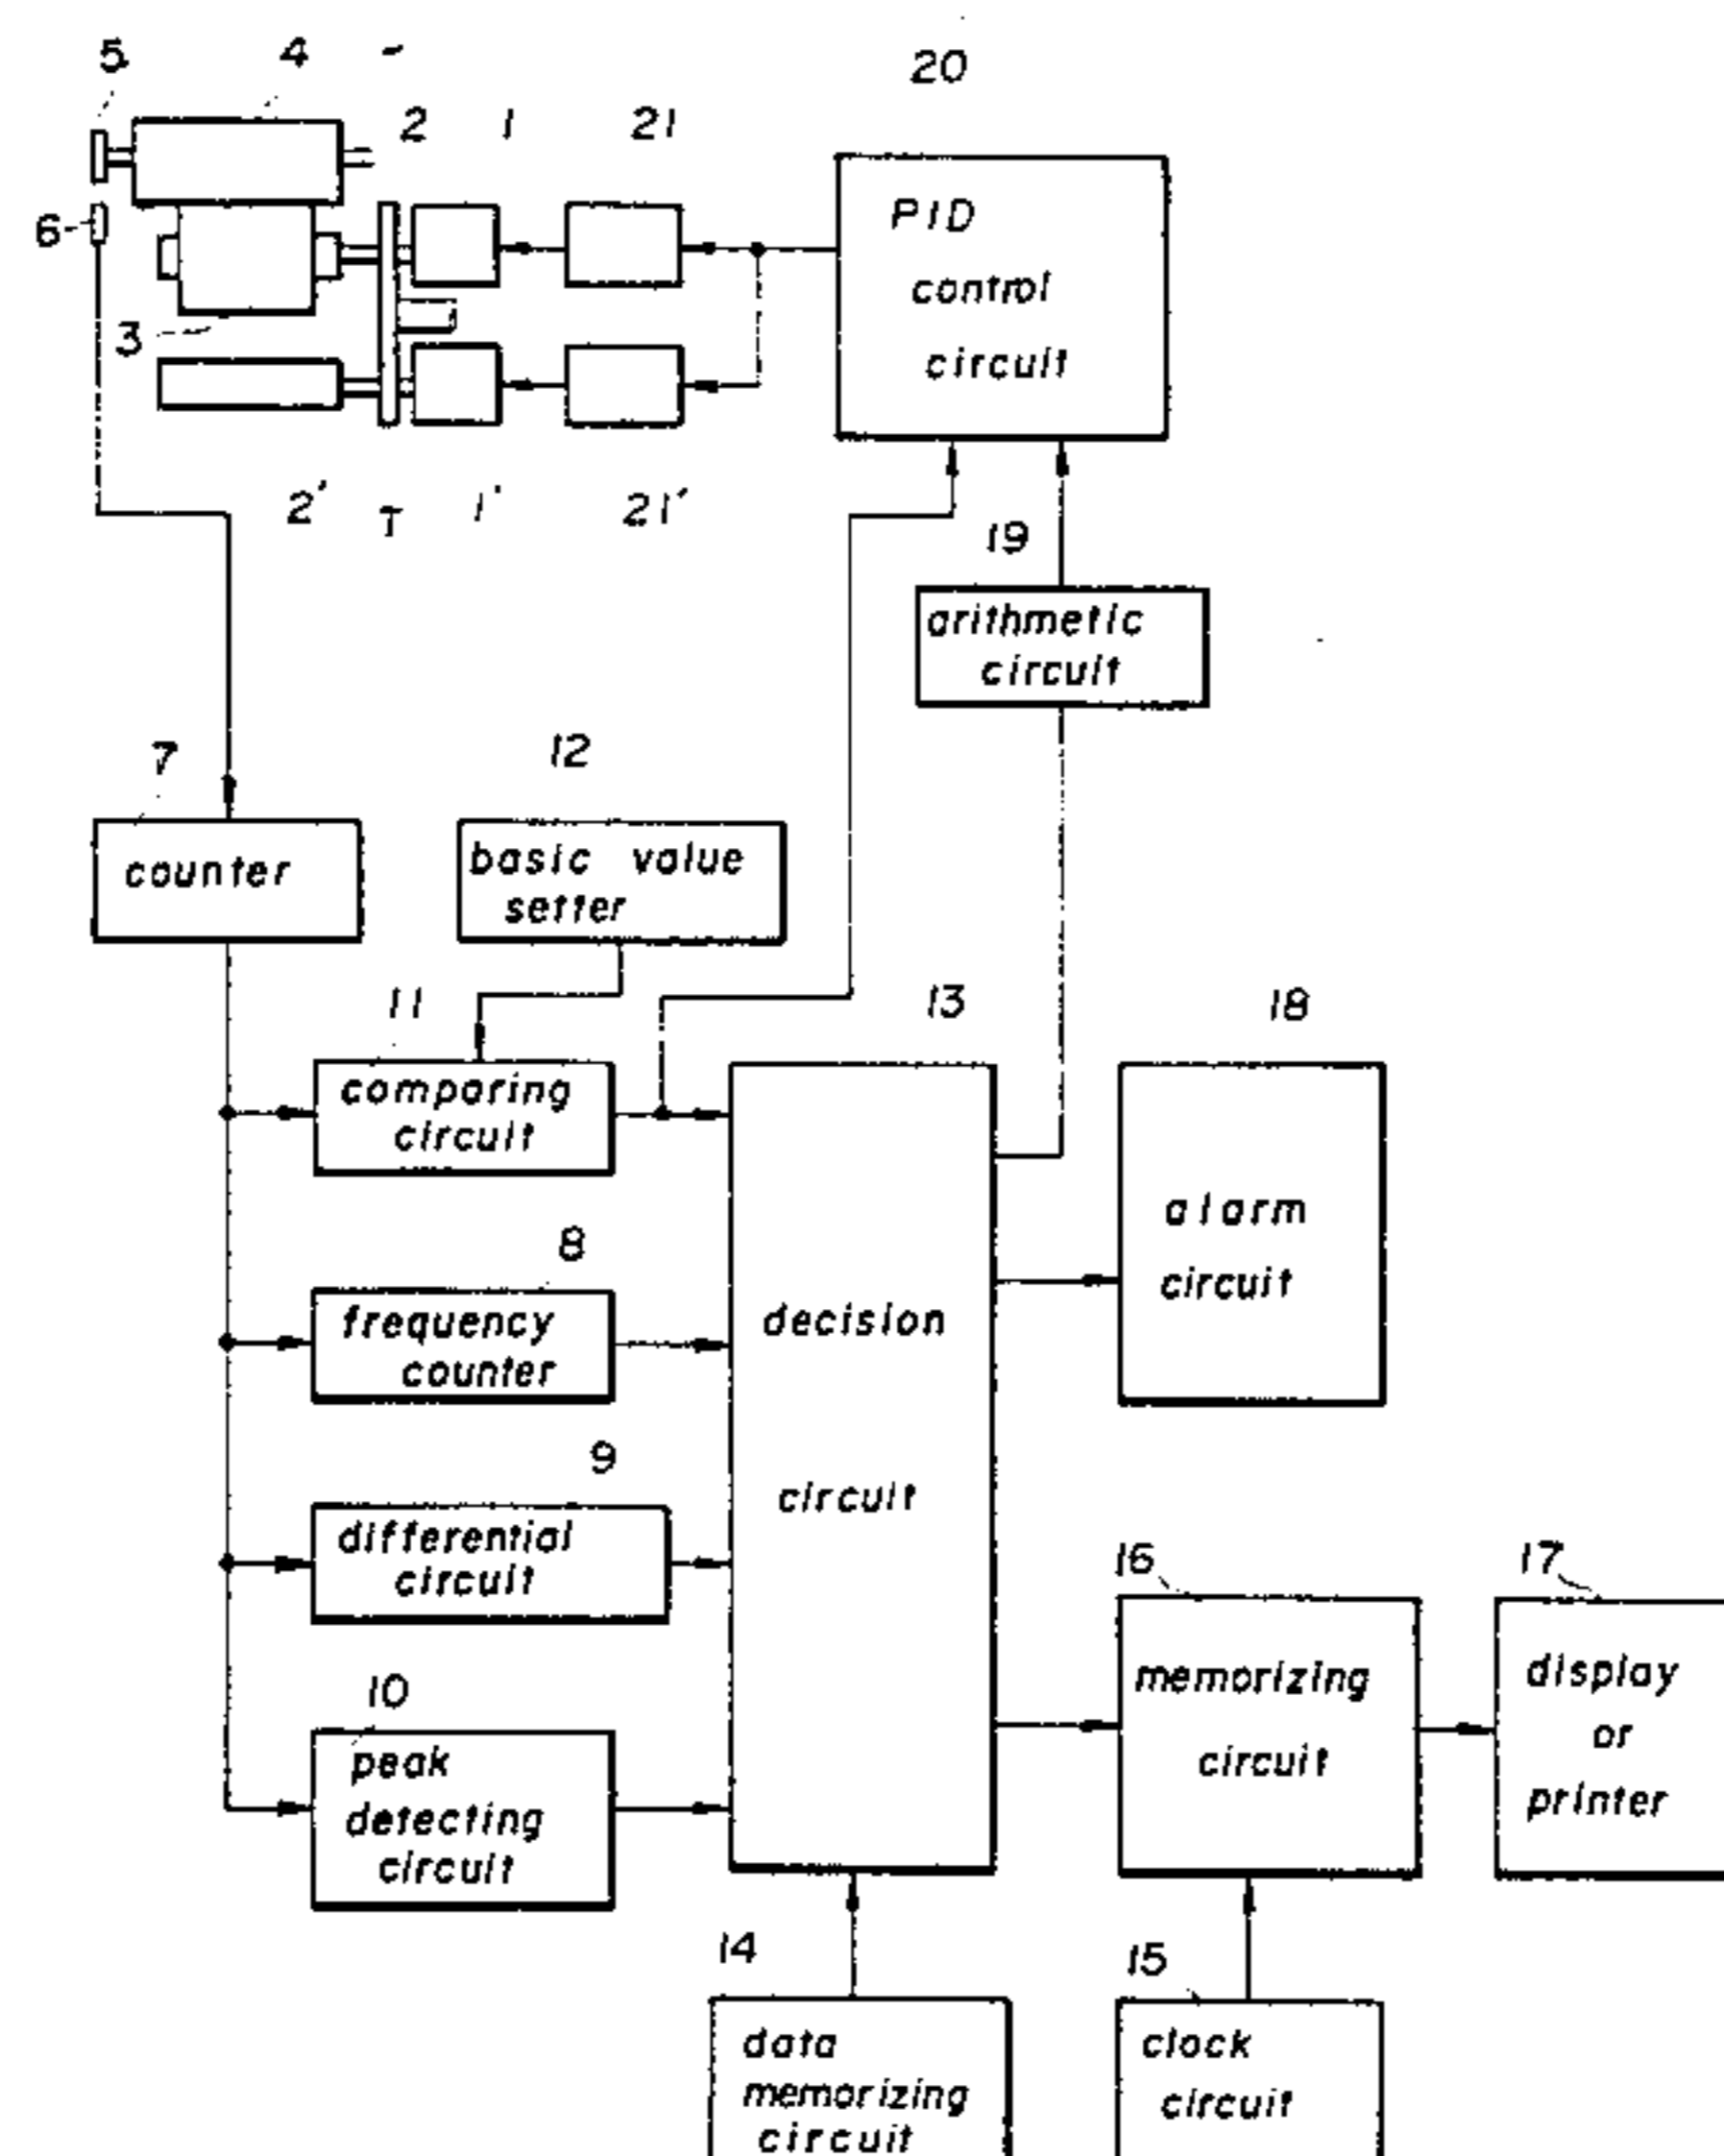 5 4
20
2 1 21
PID
6
control
3
circuit
2' T 1' 21'
19
arithmetic
circuit
7 12
counter
basic value
setter
11 13 18
comparing
circuit
alarm
circuit
8
frequency
counter
decision
circuit
9
differential
circuit
16 17
memorizing
circuit
display
or
printer
10
peak
detecting
circuit
14 15
data
memorizing
circuit
clock
circuit